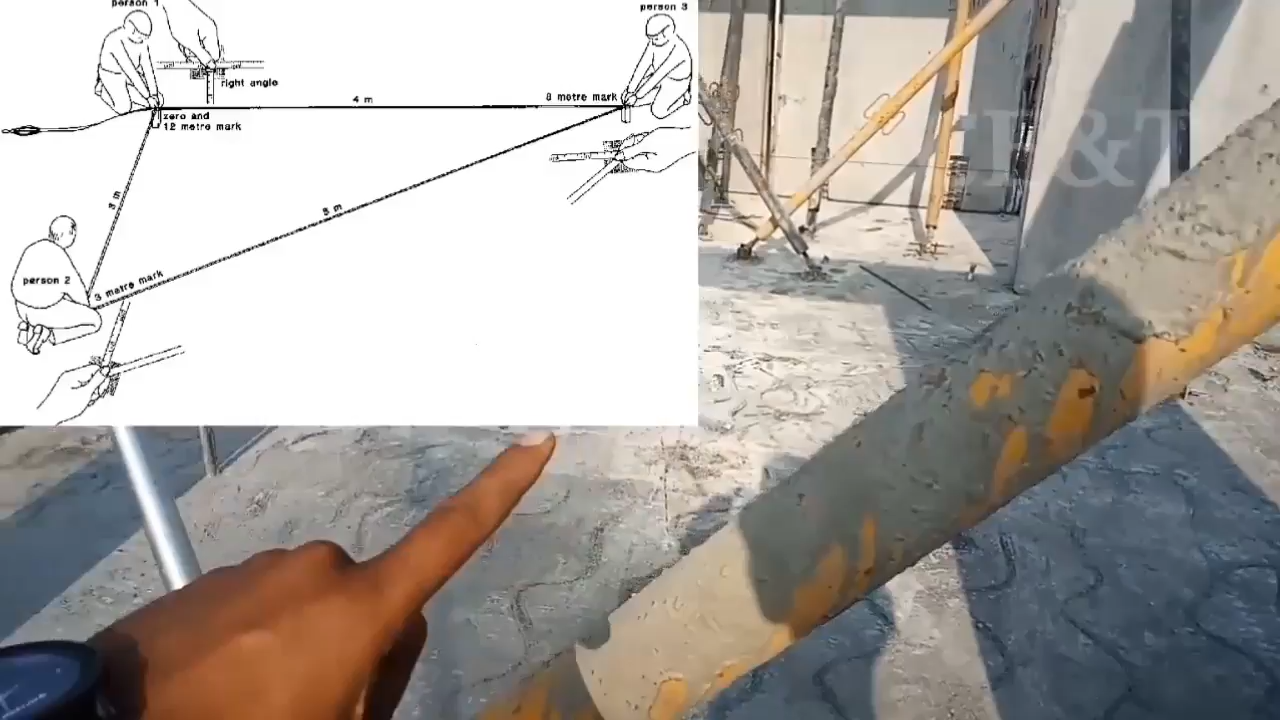 person 1
person 3
right angle
4 m
8 metre mark
zero and
12 metre mark
3 m
5 m
person 2
3 metre mark
CE&T